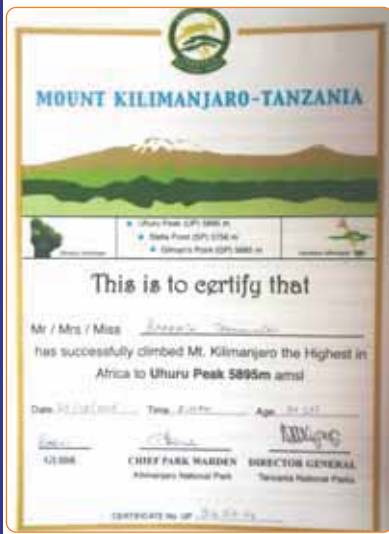 MOUNT KILIMANJARO-TANZANIA
Uhuru Peak (UP) 5895 m
Stella Point (SP) 5756 m
Gilman's Point (GP) 5685 m
This is to certify that
Mr / Mrs / Miss
has successfully climbed Mt. Kilimanjaro the Highest in
Africa to Uhuru Peak 5895m amsl
Date Time Age
GUIDE CHIEF PARK WARDEN DIRECTOR GENERAL
Kilimanjaro National Park Tanzania National Parks
CERTIFICATE No. UP